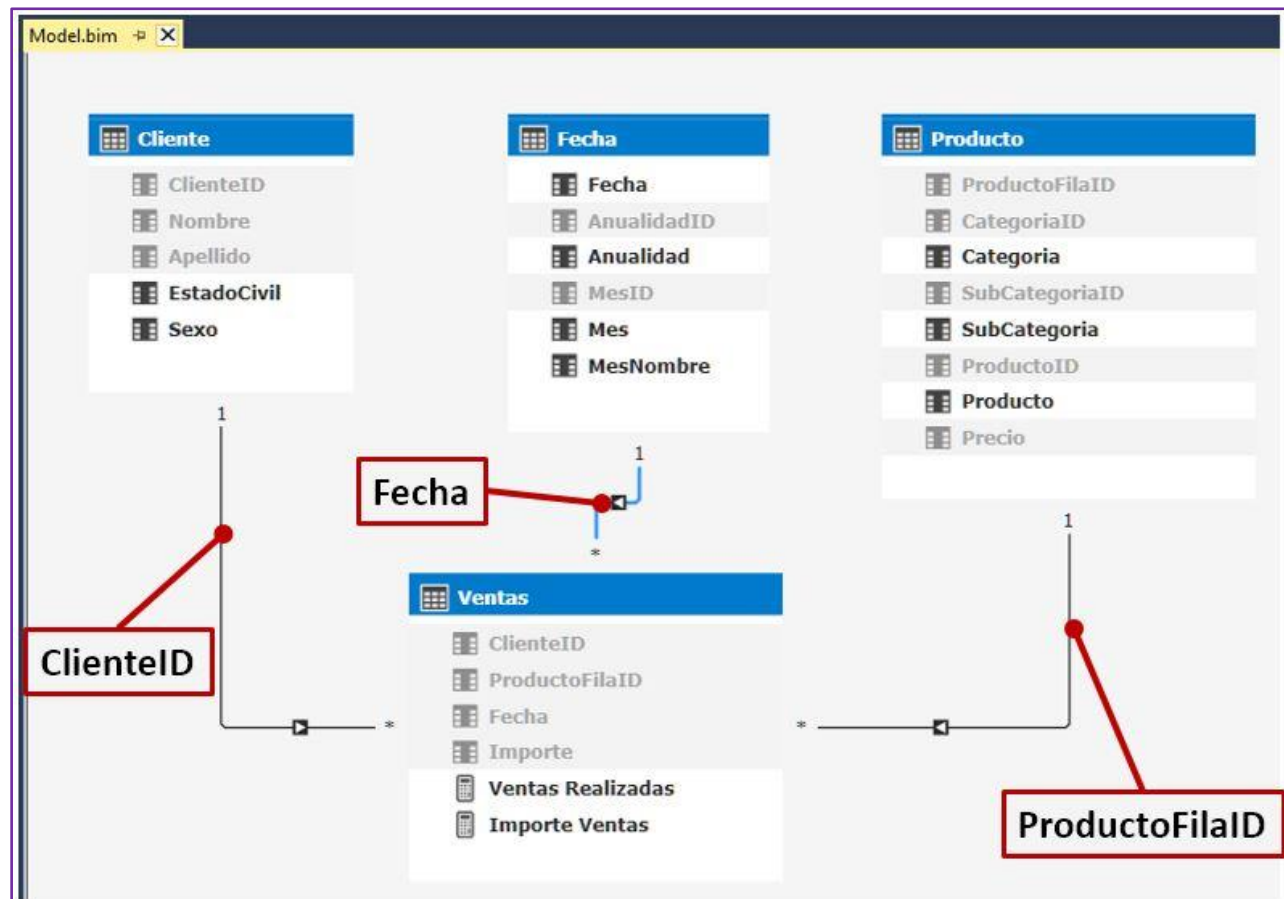 Model.bim
Cliente
ClienteID
Nombre
Apellido
EstadoCivil
Sexo
1
Fecha
Fecha
AnualidadID
Anualidad
MesID
Mes
MesNombre
1
Producto
ProductoFilaID
CategoriaID
Categoria
SubCategoriaID
SubCategoria
ProductoID
Producto
Precio
1
Fecha
*
ClienteID
*
Ventas
ClienteID
ProductoFilaID
Fecha
Importe
Ventas Realizadas
Importe Ventas
*
ProductoFilaID